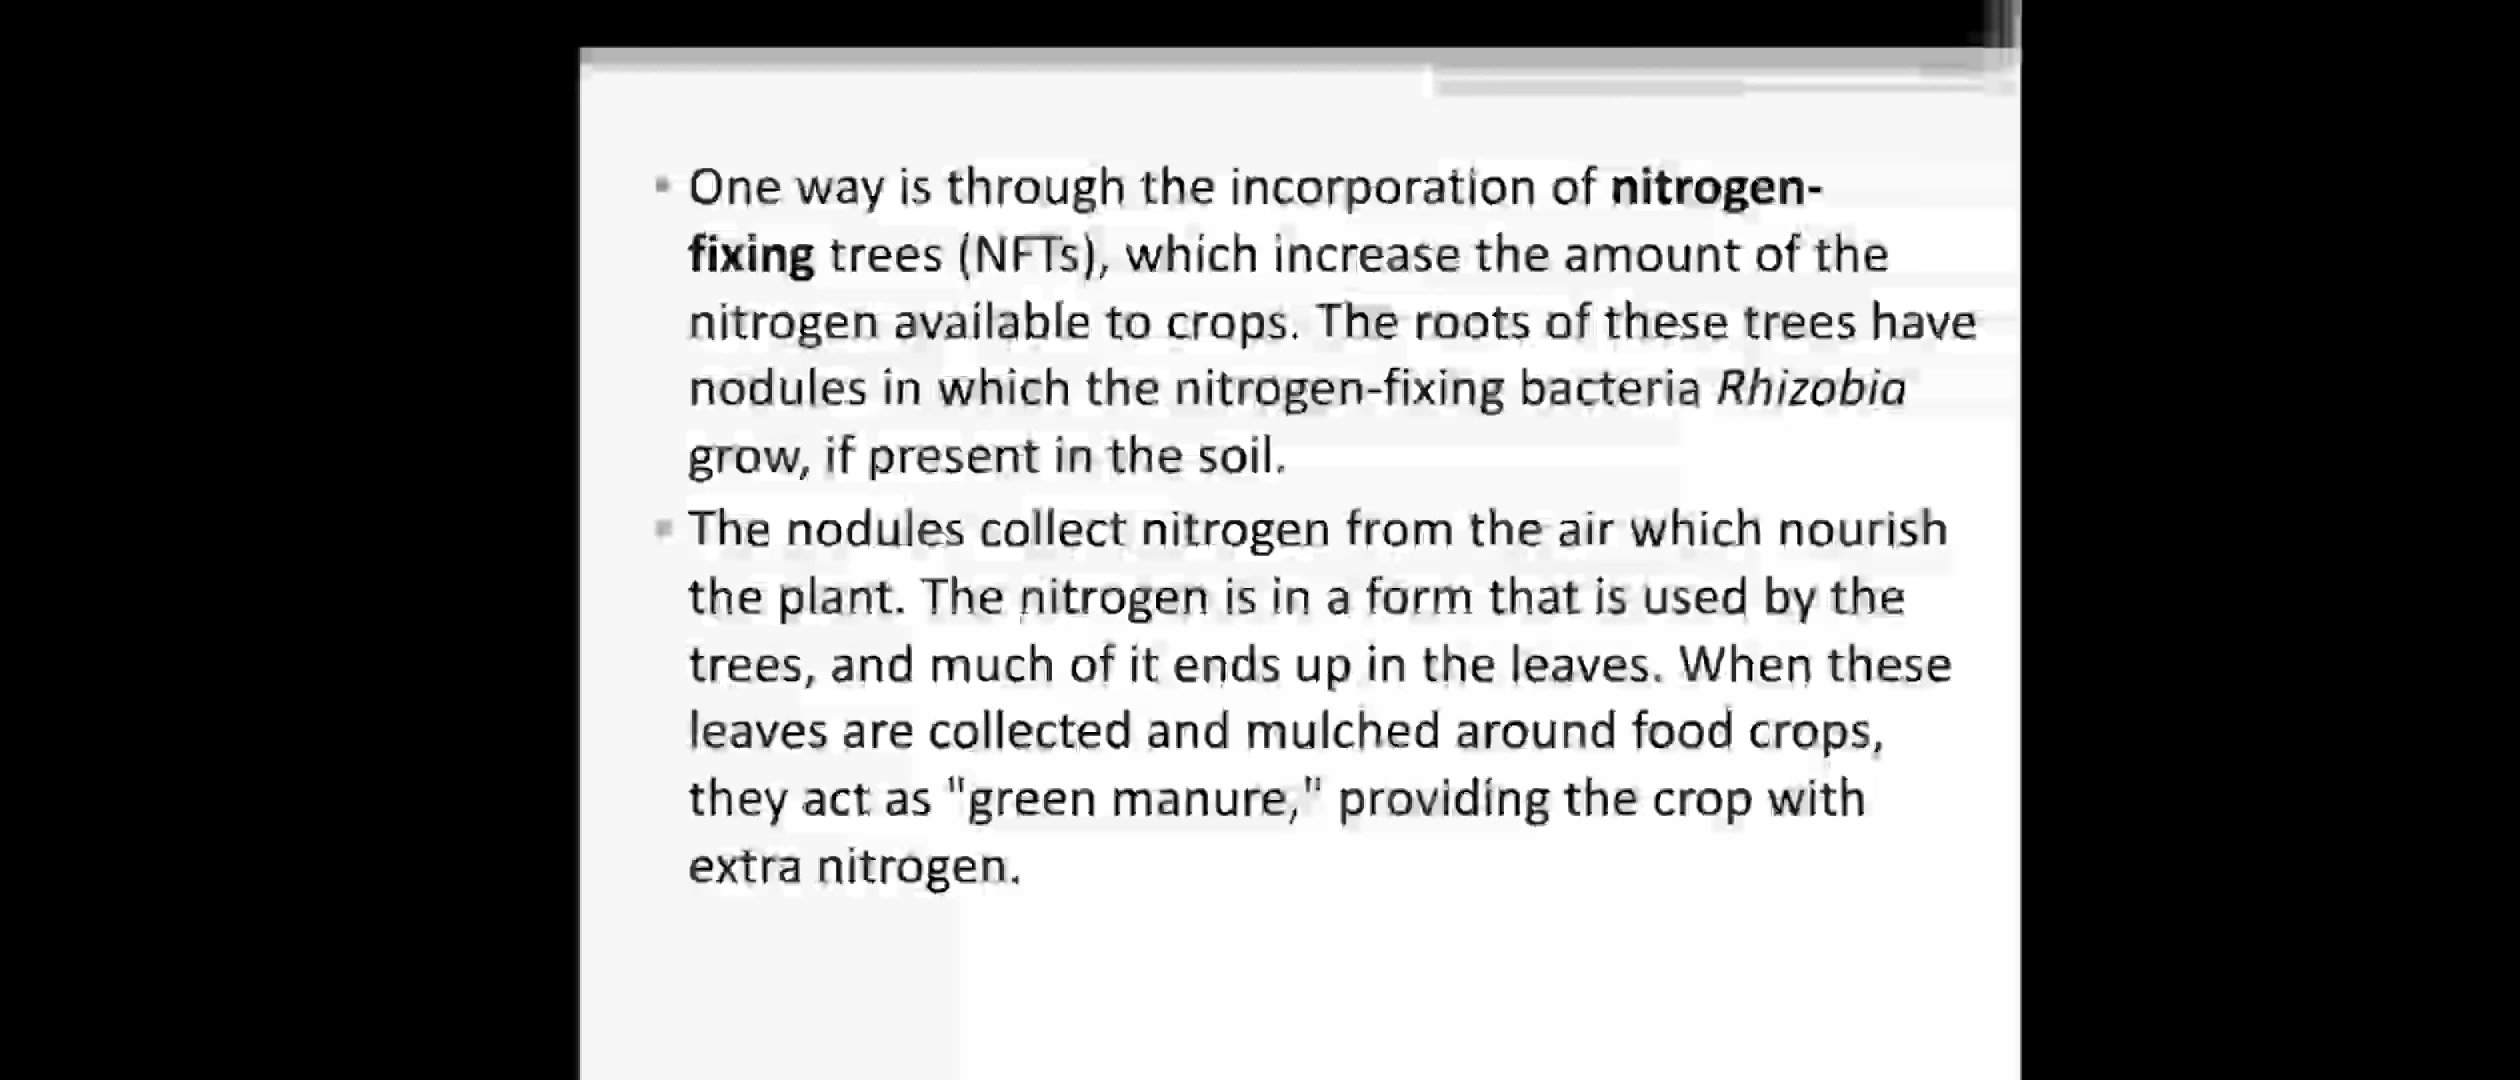 One way is through the incorporation of nitrogen-
fixing trees (NFTs), which increase the amount of the
nitrogen available to crops. The roots of these trees have
nodules in which the nitrogen-fixing bacteria Rhizobia
grow, if present in the soil.
The nodules collect nitrogen from the air which nourish
the plant. The nitrogen is in a form that is used by the
trees, and much of it ends up in the leaves. When these
leaves are collected and mulched around food crops,
they act as "green manure," providing the crop with
extra nitrogen.